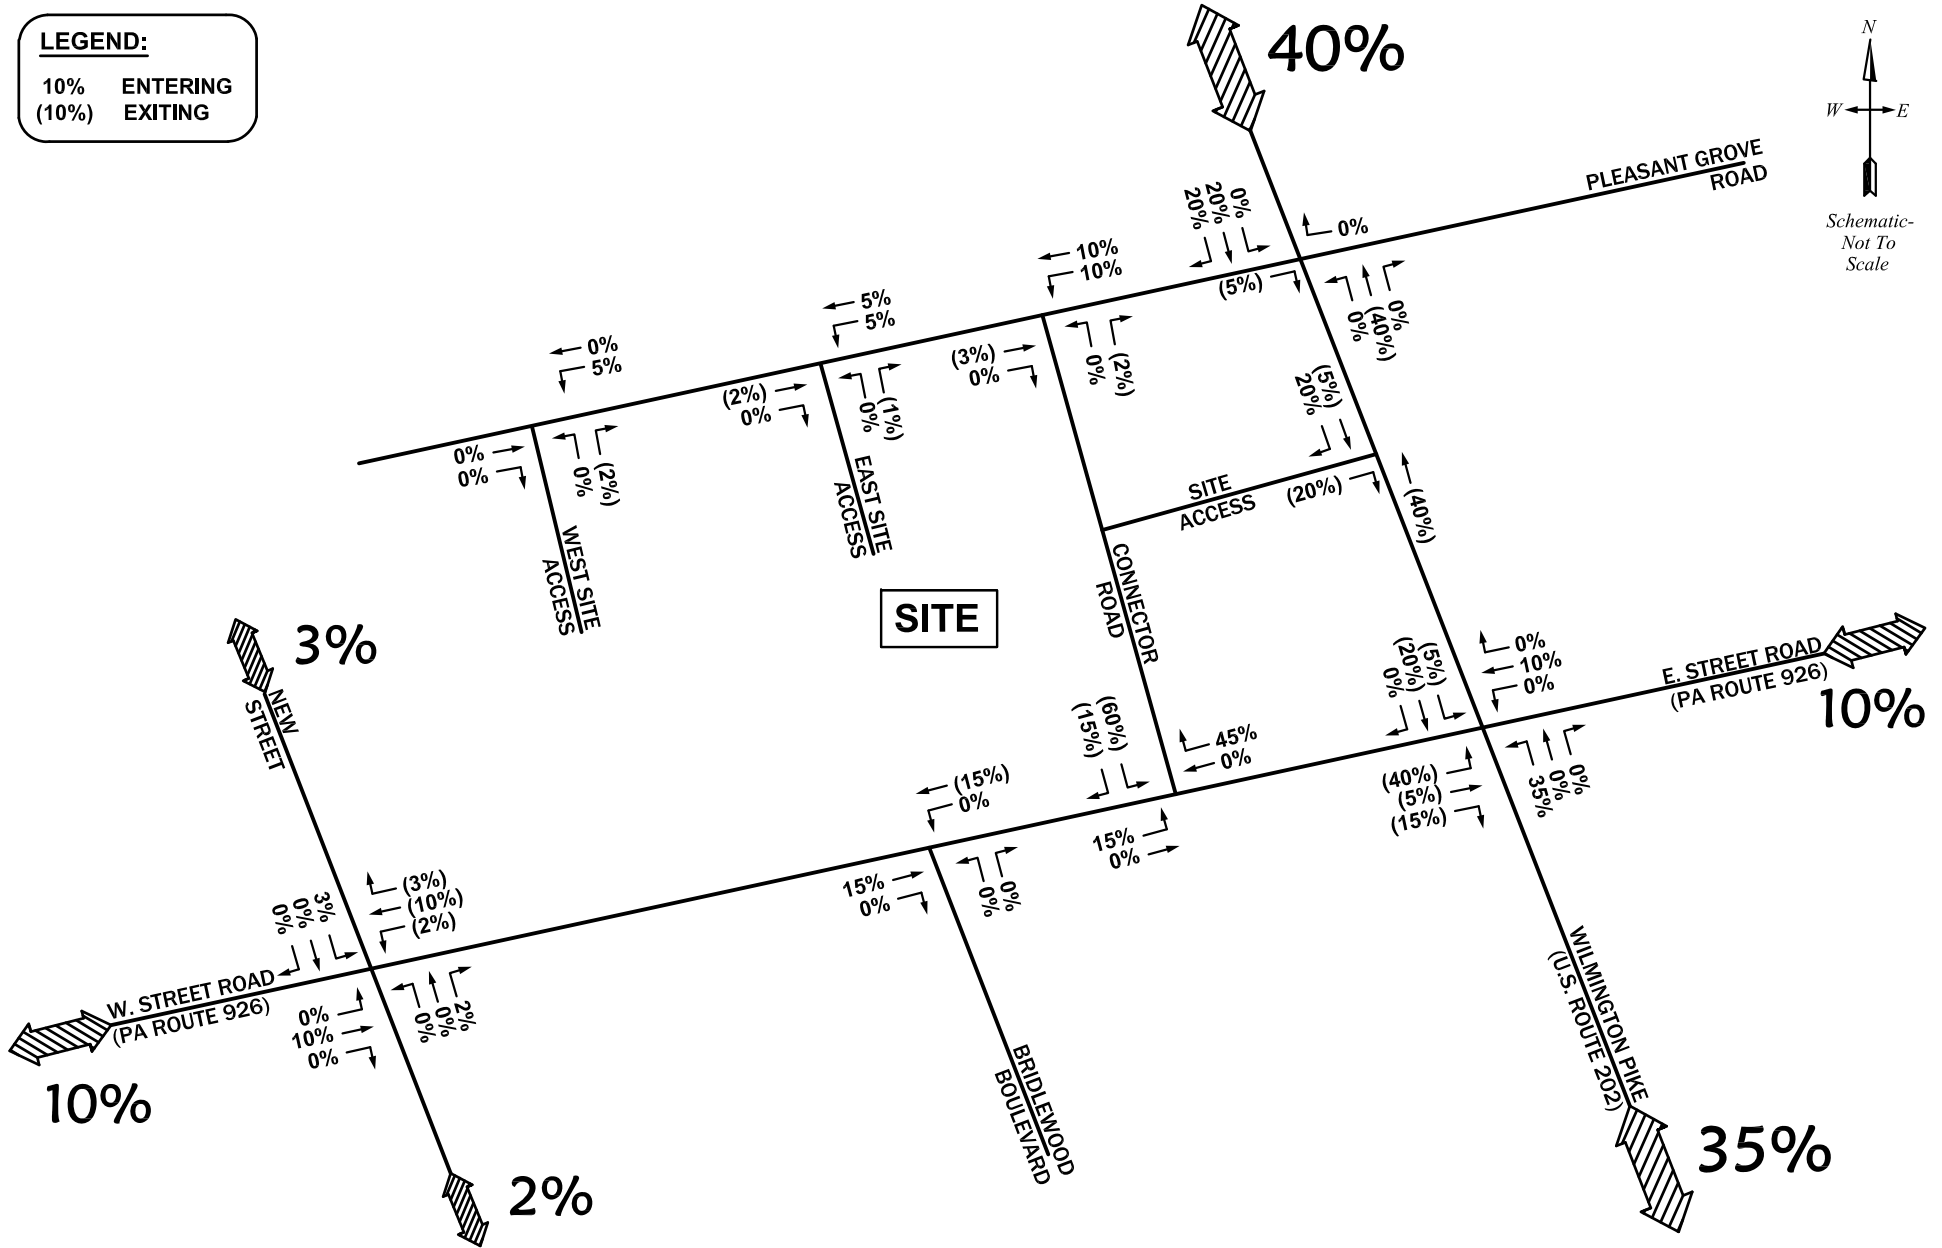 LEGEND:
10% ENTERING
(10%) EXITING
40%
N
W E
Schematic-
Not To
Scale
PLEASANT GROVE
ROAD
20%
20%
0%
0%
(5%)
0%
(40%)
0%
10%
10%
(3%)
0%
0%
(2%)
5%
5%
(2%)
0%
0%
(1%)
0%
5%
0%
0%
0%
(2%)
WEST SITE
ACCESS
EAST SITE
ACCESS
SITE
ACCESS
(5%)
20%
(20%)
(40%)
CONNECTOR
ROAD
SITE
3%
NEW
STREET
(60%)
(15%)
45%
0%
15%
0%
(5%)
(20%)
0%
0%
10%
0%
(40%)
(5%)
(15%)
35%
0%
0%
E. STREET ROAD
(PA ROUTE 926)
10%
(15%)
0%
15%
0%
0%
0%
3%
0%
0%
(3%)
(10%)
(2%)
0%
10%
0%
0%
0%
2%
W. STREET ROAD
(PA ROUTE 926)
10%
2%
BRIDLEWOOD
BOULEVARD
WILMINGTON PIKE
(U.S. ROUTE 202)
35%